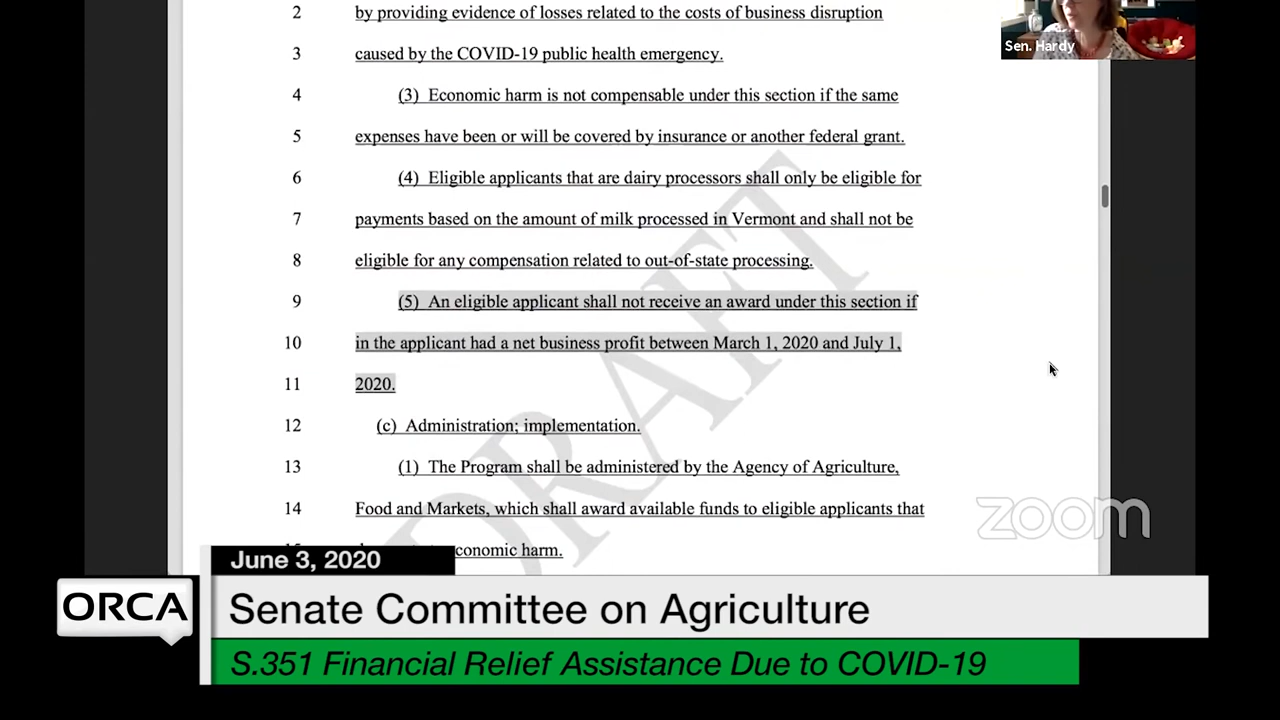 2 by providing evidence of losses related to the costs of business disruption
Sen. Hardy
3 caused by the COVID-19 public health emergency.
4 (3) Economic harm is not compensable under this section if the same
5 expenses have been or will be covered by insurance or another federal grant.
6 (4) Eligible applicants that are dairy processors shall only be eligible for
7 payments based on the amount of milk processed in Vermont and shall not be
8 eligible for any compensation related to out-of-state processing.
9 (5) An eligible applicant shall not receive an award under this section if
10 in the applicant had a net business profit between March 1, 2020 and July 1,
11 2020.
12 (c) Administration; implementation.
13 (1) The Program shall be administered by the Agency of Agriculture,
14 Food and Markets, which shall award available funds to eligible applicants that
economic harm.
DRAFT
zoom
June 3, 2020
ORCA
Senate Committee on Agriculture
S.351 Financial Relief Assistance Due to COVID-19